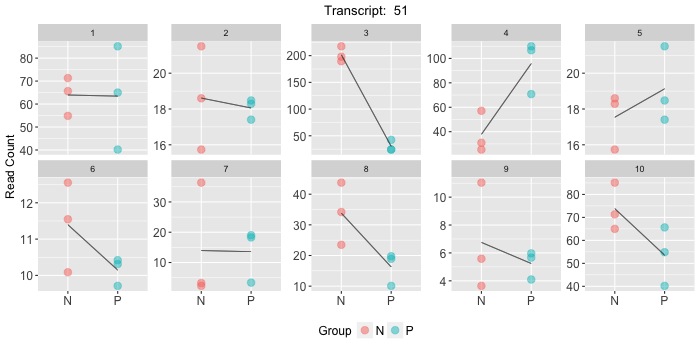 Transcript: 51
1 2 3 4 5
80 70 60 50 40
20 18 16
200 150 100 50
100 80 60 40
20 18 16
Read Count
6 7 8 9 10
12 11 10
30 20 10
40 30 20 10
10 8 6 4
80 70 60 50 40
N P N P N P N P N P
Group N P